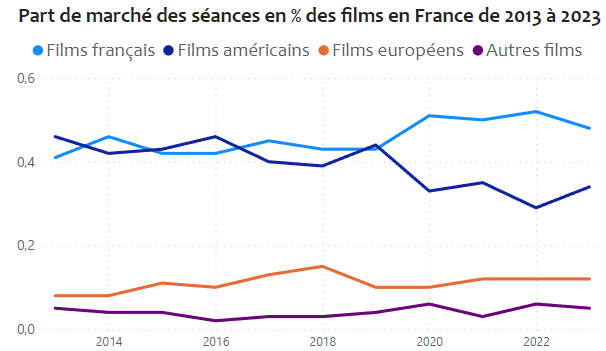 Part de marché des séances en % des films en France de 2013 à 2023
Films français Films américains Films européens Autres films
0,6
0,4
0,2
0,0
2014 2016 2018 2020 2022